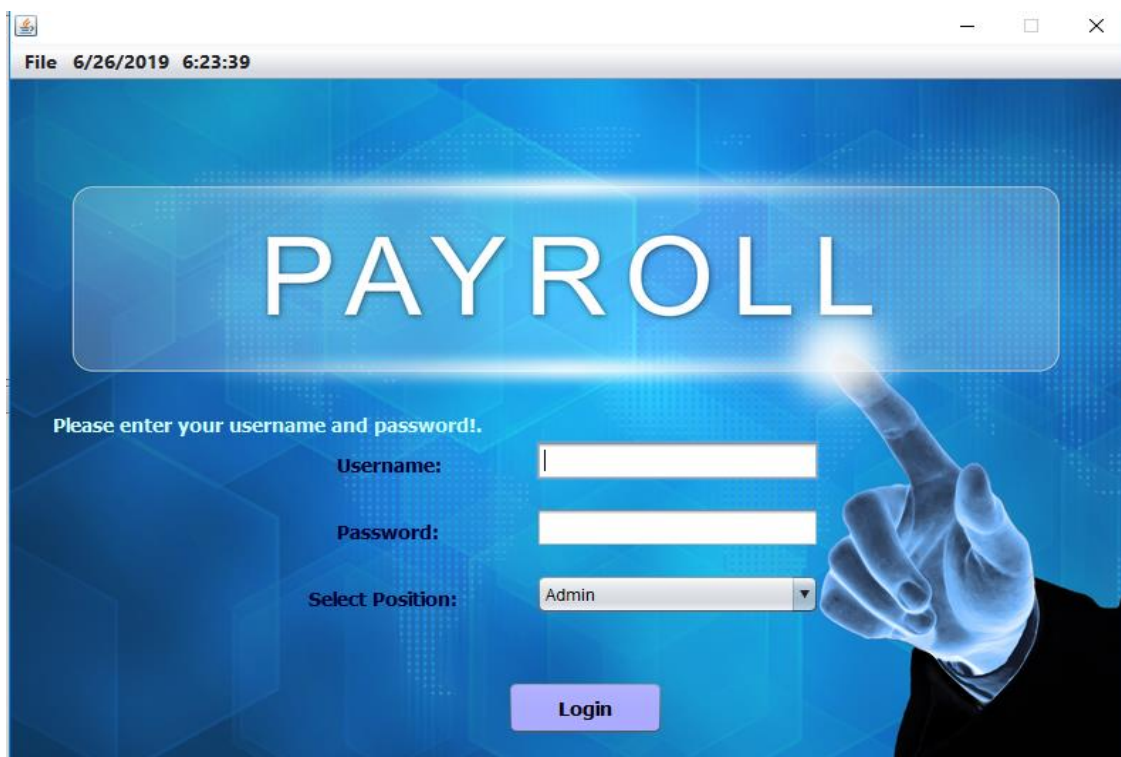 File 6/26/2019 6:23:39
PAYROLL
Please enter your username and password!.
Username:
Password:
Select Position: Admin
Login